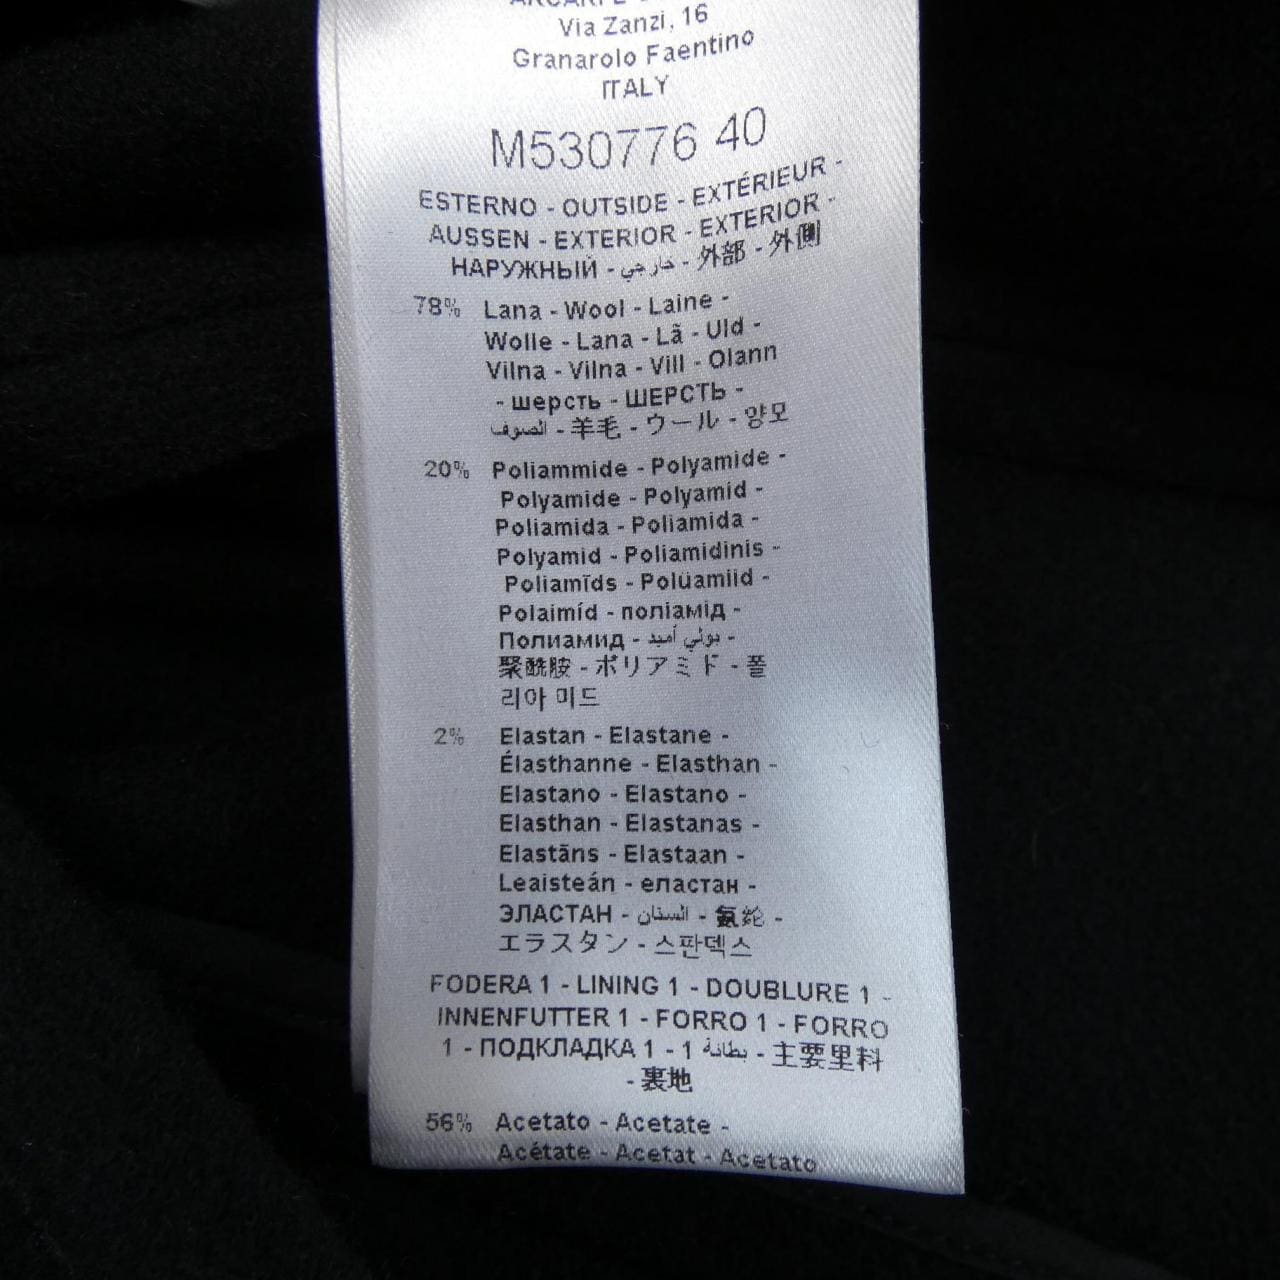 Via Zanzi, 16
Granarolo Faentino
ITALY
M530776 40
ESTERNO - OUTSIDE - EXTÉRIEUR -
AUSSEN - EXTERIOR - EXTERIOR -
НАРУЖНЫЙ - خارجي - 外部 - 外側
78% Lana - Wool - Laine -
Wolle - Lana - Lã - Uld -
Vilna - Vilna - Vill - Olann
- шерсть - ШЕРСТЬ -
الصوف - 羊毛 - ウール - 양모
20% Poliammide - Polyamide -
Polyamide - Polyamid -
Poliamida - Poliamida -
Polyamid - Poliamidinis -
Poliamīds - Polüamiid -
Polaimíd - поліамід -
Полиамид - بولي أميد -
聚酰胺 - ポリアミド - 폴
리아 미드
2% Elastan - Elastane -
Élasthanne - Elasthan -
Elastano - Elastano -
Elasthan - Elastanas -
Elastāns - Elastaan -
Leaisteán - еластан -
ЭЛАСТАН - الستان - 氨纶 -
エラスタン - 스판덱스
FODERA 1 - LINING 1 - DOUBLURE 1 -
INNENFUTTER 1 - FORRO 1 - FORRO
1 - ПОДКЛАДКА 1 - 1 بطانة - 主要里料
- 裏地
56% Acetato - Acetate -
Acétate - Acetat - Acetato